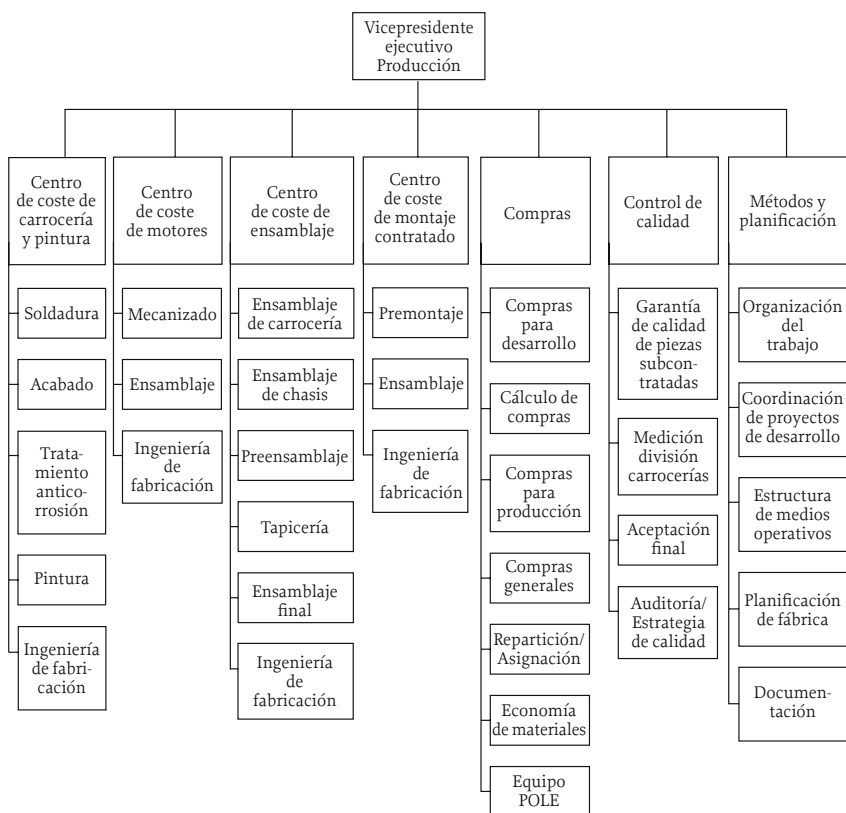 Vicepresidente
ejecutivo
Producción
Centro
de coste de
carrocería
y pintura
Soldadura
Acabado
Trata-
miento
antico-
rrosión
Pintura
Ingeniería
de fabri-
cación
Centro
de coste
de motores
Mecanizado
Ensamblaje
Ingeniería
de
fabricación
Centro
de coste de
ensamblaje
Ensamblaje
de carrocería
Ensamblaje
de chasis
Preensamblaje
Tapicería
Ensamblaje
final
Ingeniería
de
fabricación
Centro
de coste
de montaje
contratado
Premontaje
Ensamblaje
Ingeniería
de
fabricación
Compras
Compras
para
desarrollo
Cálculo de
compras
Compras
para
producción
Compras
generales
Repartición/
Asignación
Economía
de materiales
Equipo
POLE
Control de
calidad
Garantía
de calidad
de piezas
subcon-
tratadas
Medición
división
carrocerías
Aceptación
final
Auditoría/
Estrategia
de calidad
Métodos y
planificación
Organización
del
trabajo
Coordinación
de proyectos
de desarrollo
Estructura
de medios
operativos
Planificación
de fábrica
Documen-
tación